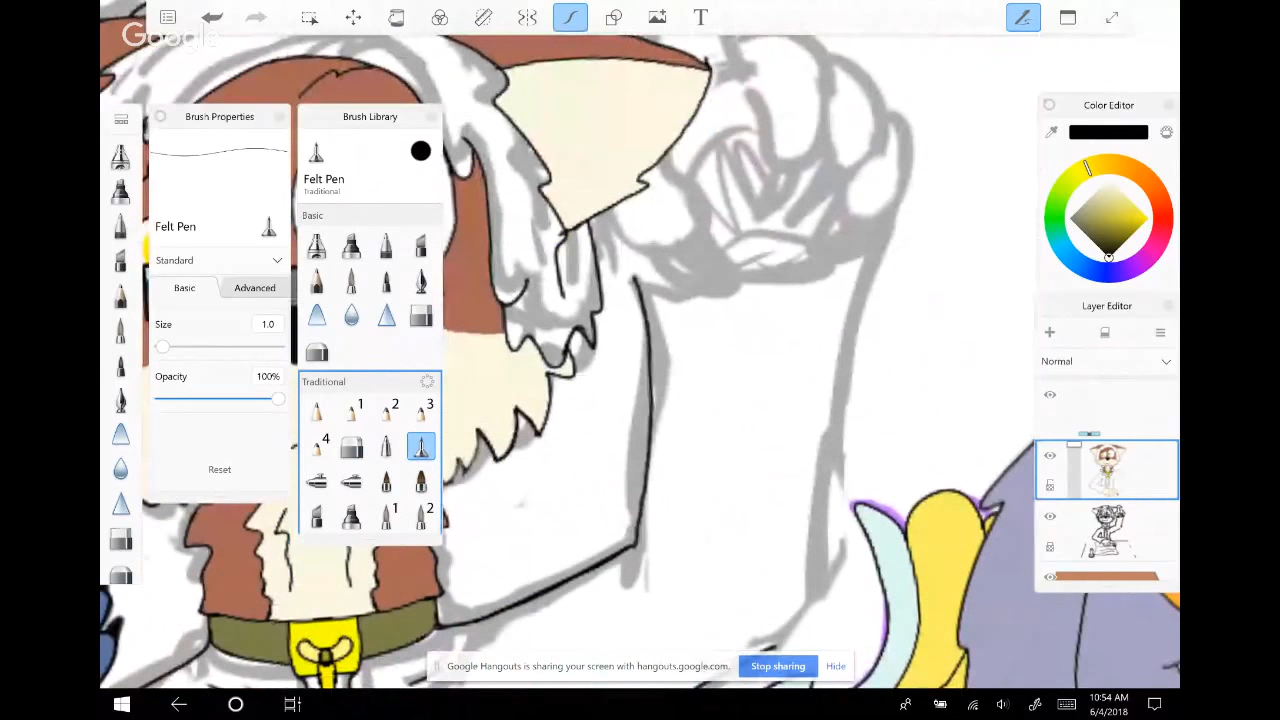 Google
T
Brush Properties
Brush Library
Color Editor
Felt Pen
Traditional
Basic
Felt Pen
Standard
Basic Advanced
Size 1.0
Opacity 100%
Reset
Traditional
1 2 3
4
1 2
Layer Editor
Normal
Google Hangouts is sharing your screen with hangouts.google.com.
Stop sharing
Hide
10:54 AM
6/4/2018